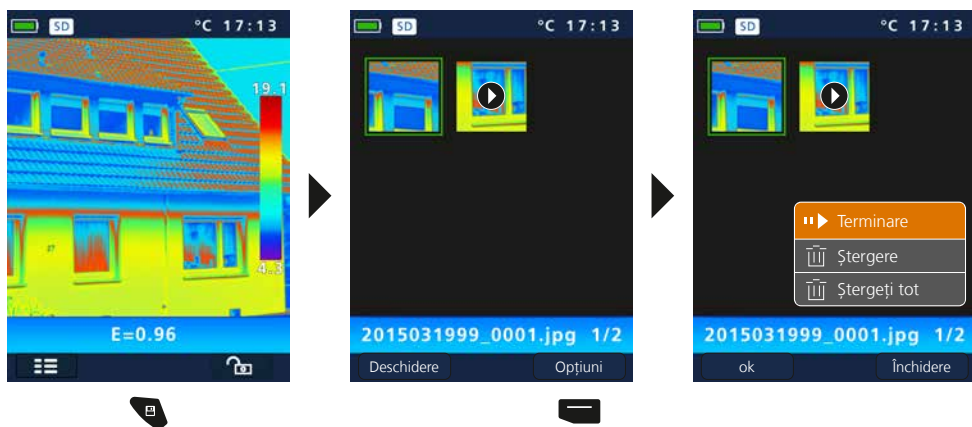 SD °C 17:13
19.1
4.3
E=0.96
SD °C 17:13
2015031999_0001.jpg 1/2
Deschidere Opțiuni
SD °C 17:13
Terminare
Ștergere
Ștergeți tot
2015031999_0001.jpg 1/2
ok Închidere